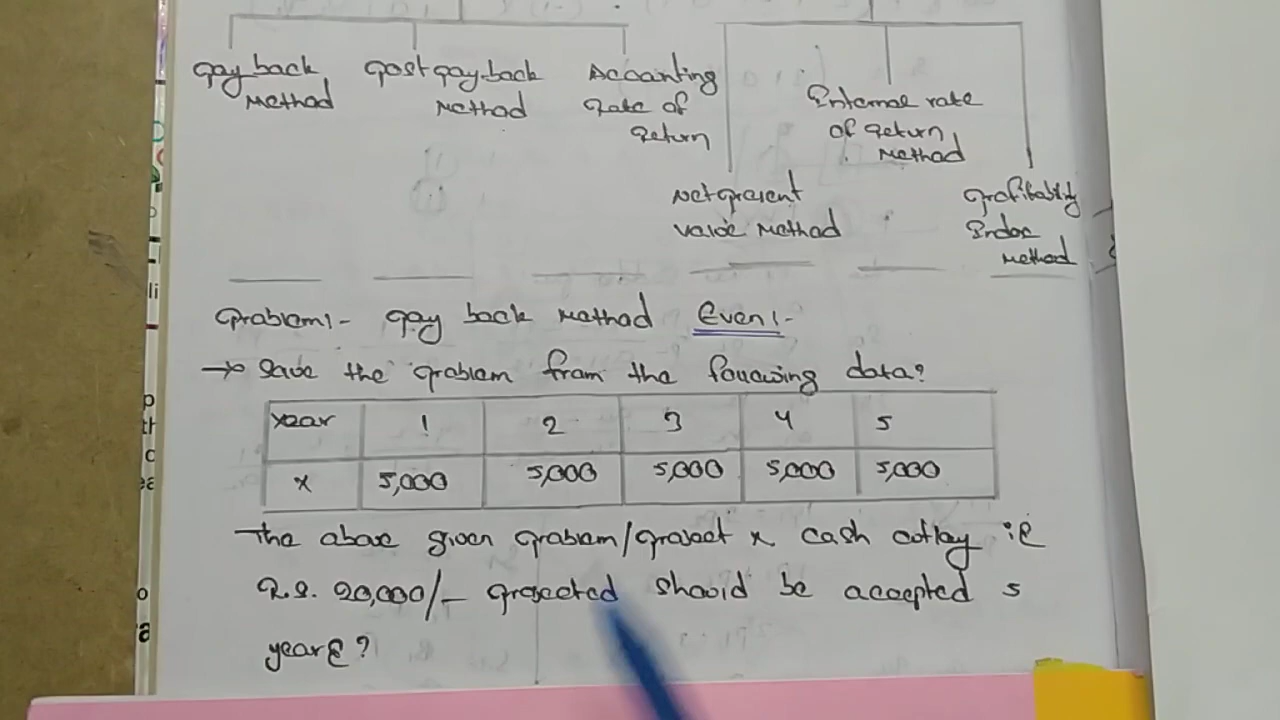 Pay back Method
Post pay-back Method
Accounting Rate of Return
Net present Value Method
Internal rate of Return Method
Profitability Index Method
Problem:- Pay back Method Even:-
→ Solve the problem from the following data?
Year 1 2 3 4 5
X 5,000 5,000 5,000 5,000 5,000
The above given problem/project X cash outlay is
R.s. 20,000/- projected should be accepted 5
years?